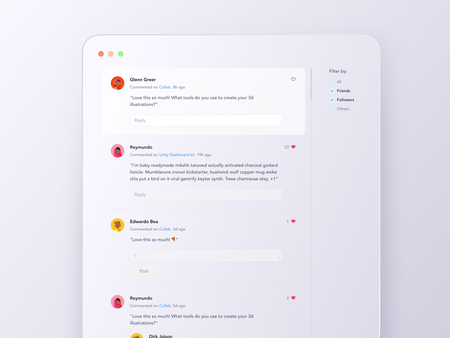 Filter by:
All
Friends
Followers
Others
Glenn Greer
Commented on Collab. 8h ago
"Love this so much! What tools do you use to create your 3d
illustrations?"
Reply
Reymundo
23
Commented on Unity Dashboard kit. 19h ago
"I'm baby readymade mlkshk tattooed actually activated charcoal godard
listicle. Mumblecore cronut kickstarter, bushwick wolf copper mug woke
chia put a bird on it viral gentrify keytar synth. Twee chartreuse etsy, +1"
Reply
Edwardo Bea
1
Commented on Collab. 3d ago
"Love this so much!
Post
Reymundo
2
Commented on Collab. 5d ago
"Love this so much! What tools do you use to create your 3d
illustrations?"
Dirk Jaison